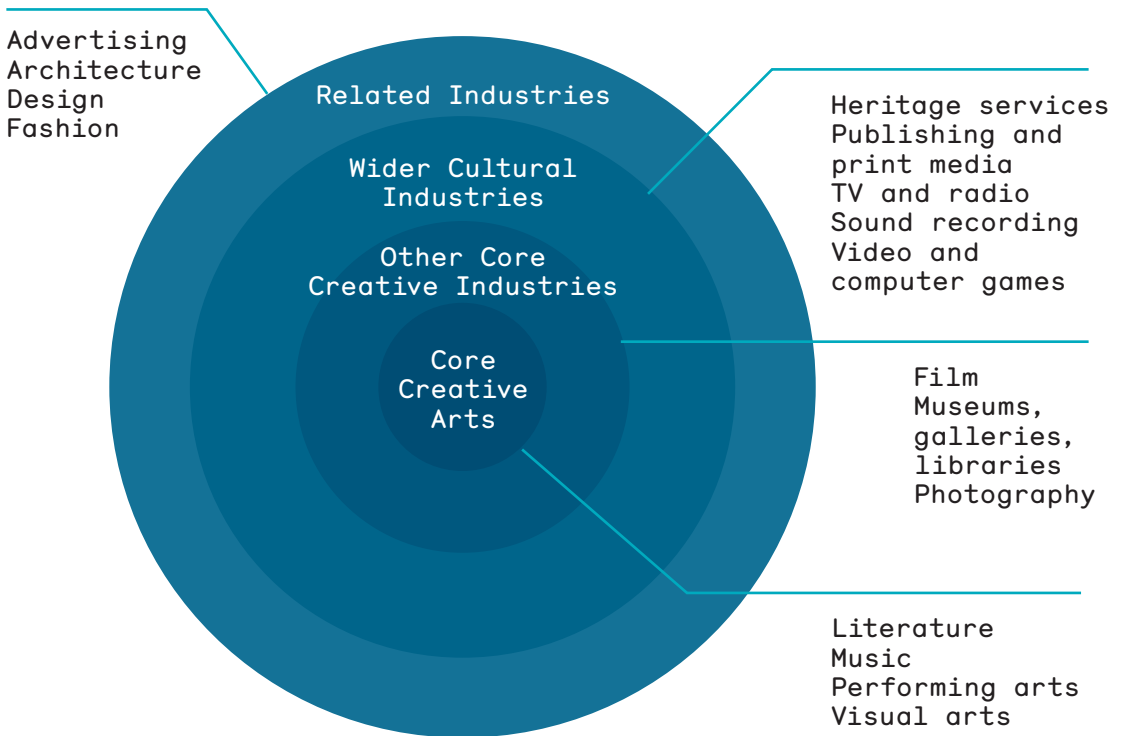 Advertising
Architecture
Design
Fashion
Related Industries
Wider Cultural
Industries
Other Core
Creative Industries
Core
Creative
Arts
Heritage services
Publishing and
print media
TV and radio
Sound recording
Video and
computer games
Film
Museums,
galleries,
libraries
Photography
Literature
Music
Performing arts
Visual arts